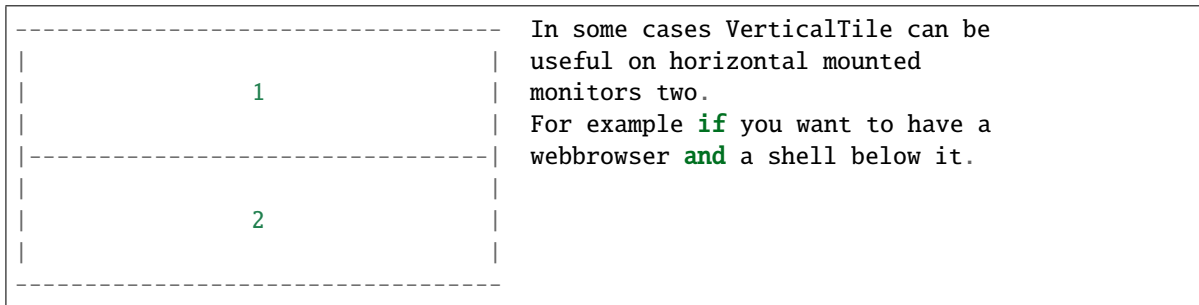 ----------------------------------- In some cases VerticalTile can be
|                                 | useful on horizontal mounted
|                1                | monitors two.
|                                 | For example if you want to have a
|---------------------------------| webbrowser and a shell below it.
|                                 |
|                2                |
|                                 |
-----------------------------------